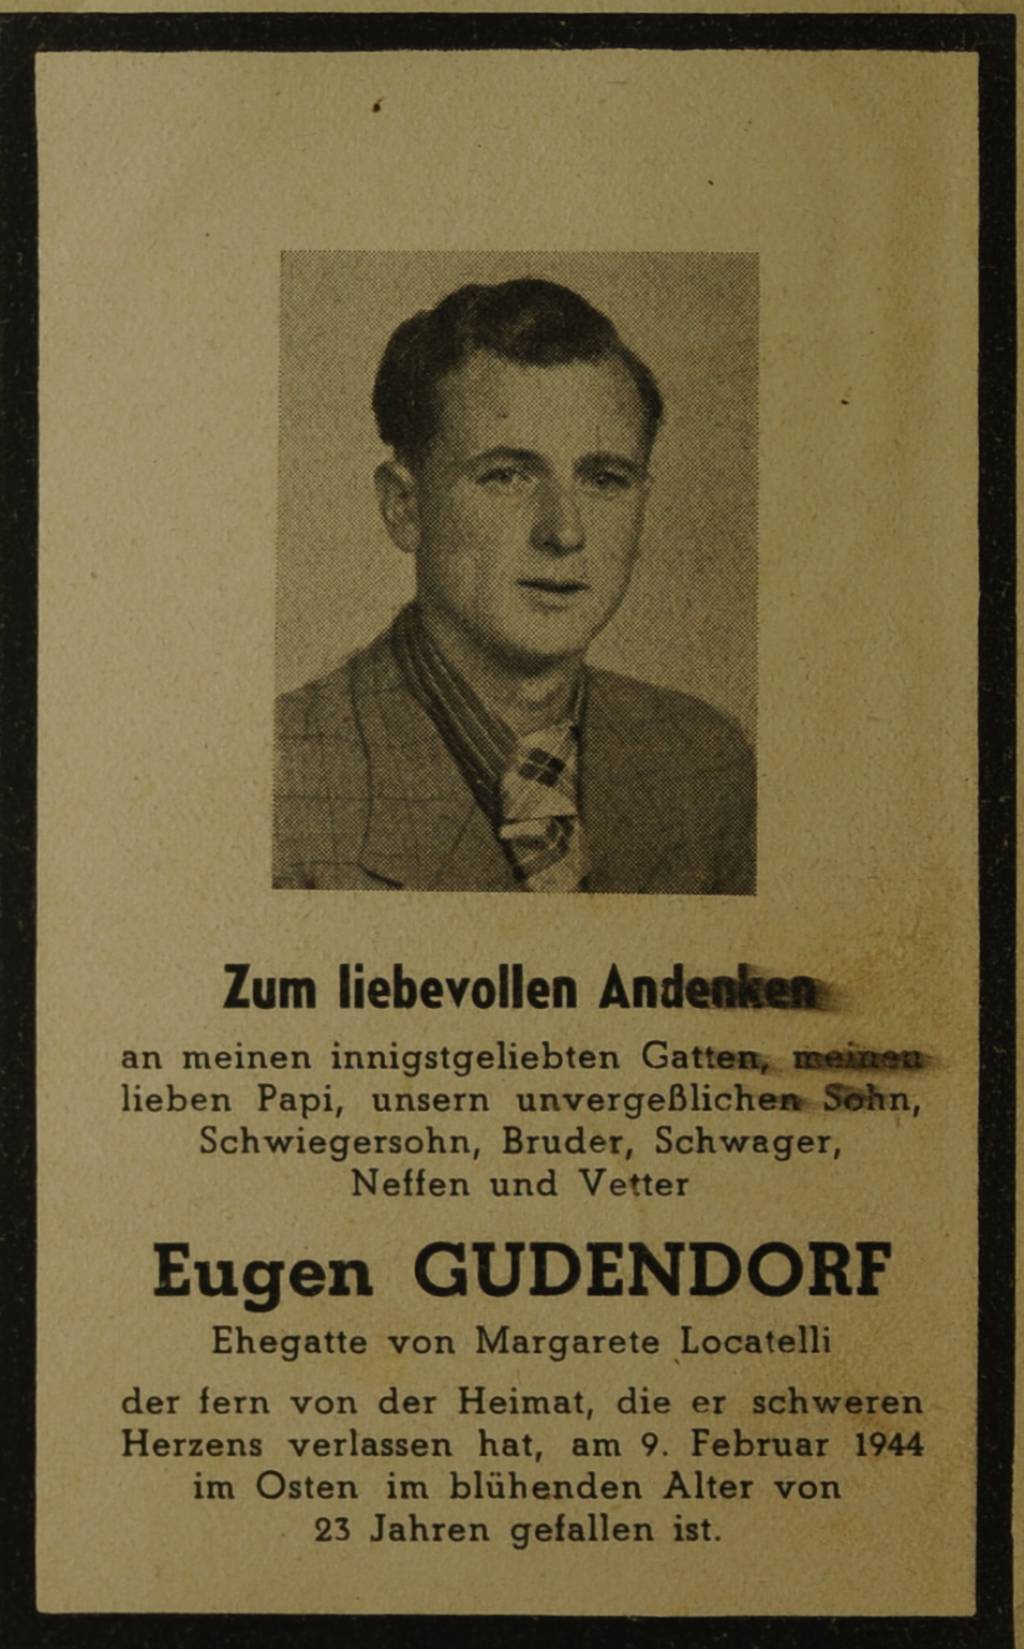 Zum liebevollen Andenken
an meinen innigstgeliebten Gatten, meinen
lieben Papi, unsern unvergeßlichen Sohn,
Schwiegersohn, Bruder, Schwager,
Neffen und Vetter
Eugen GUDENDORF
Ehegatte von Margarete Locatelli
der fern von der Heimat, die er schweren
Herzens verlassen hat, am 9. Februar 1944
im Osten im blühenden Alter von
23 Jahren gefallen ist.